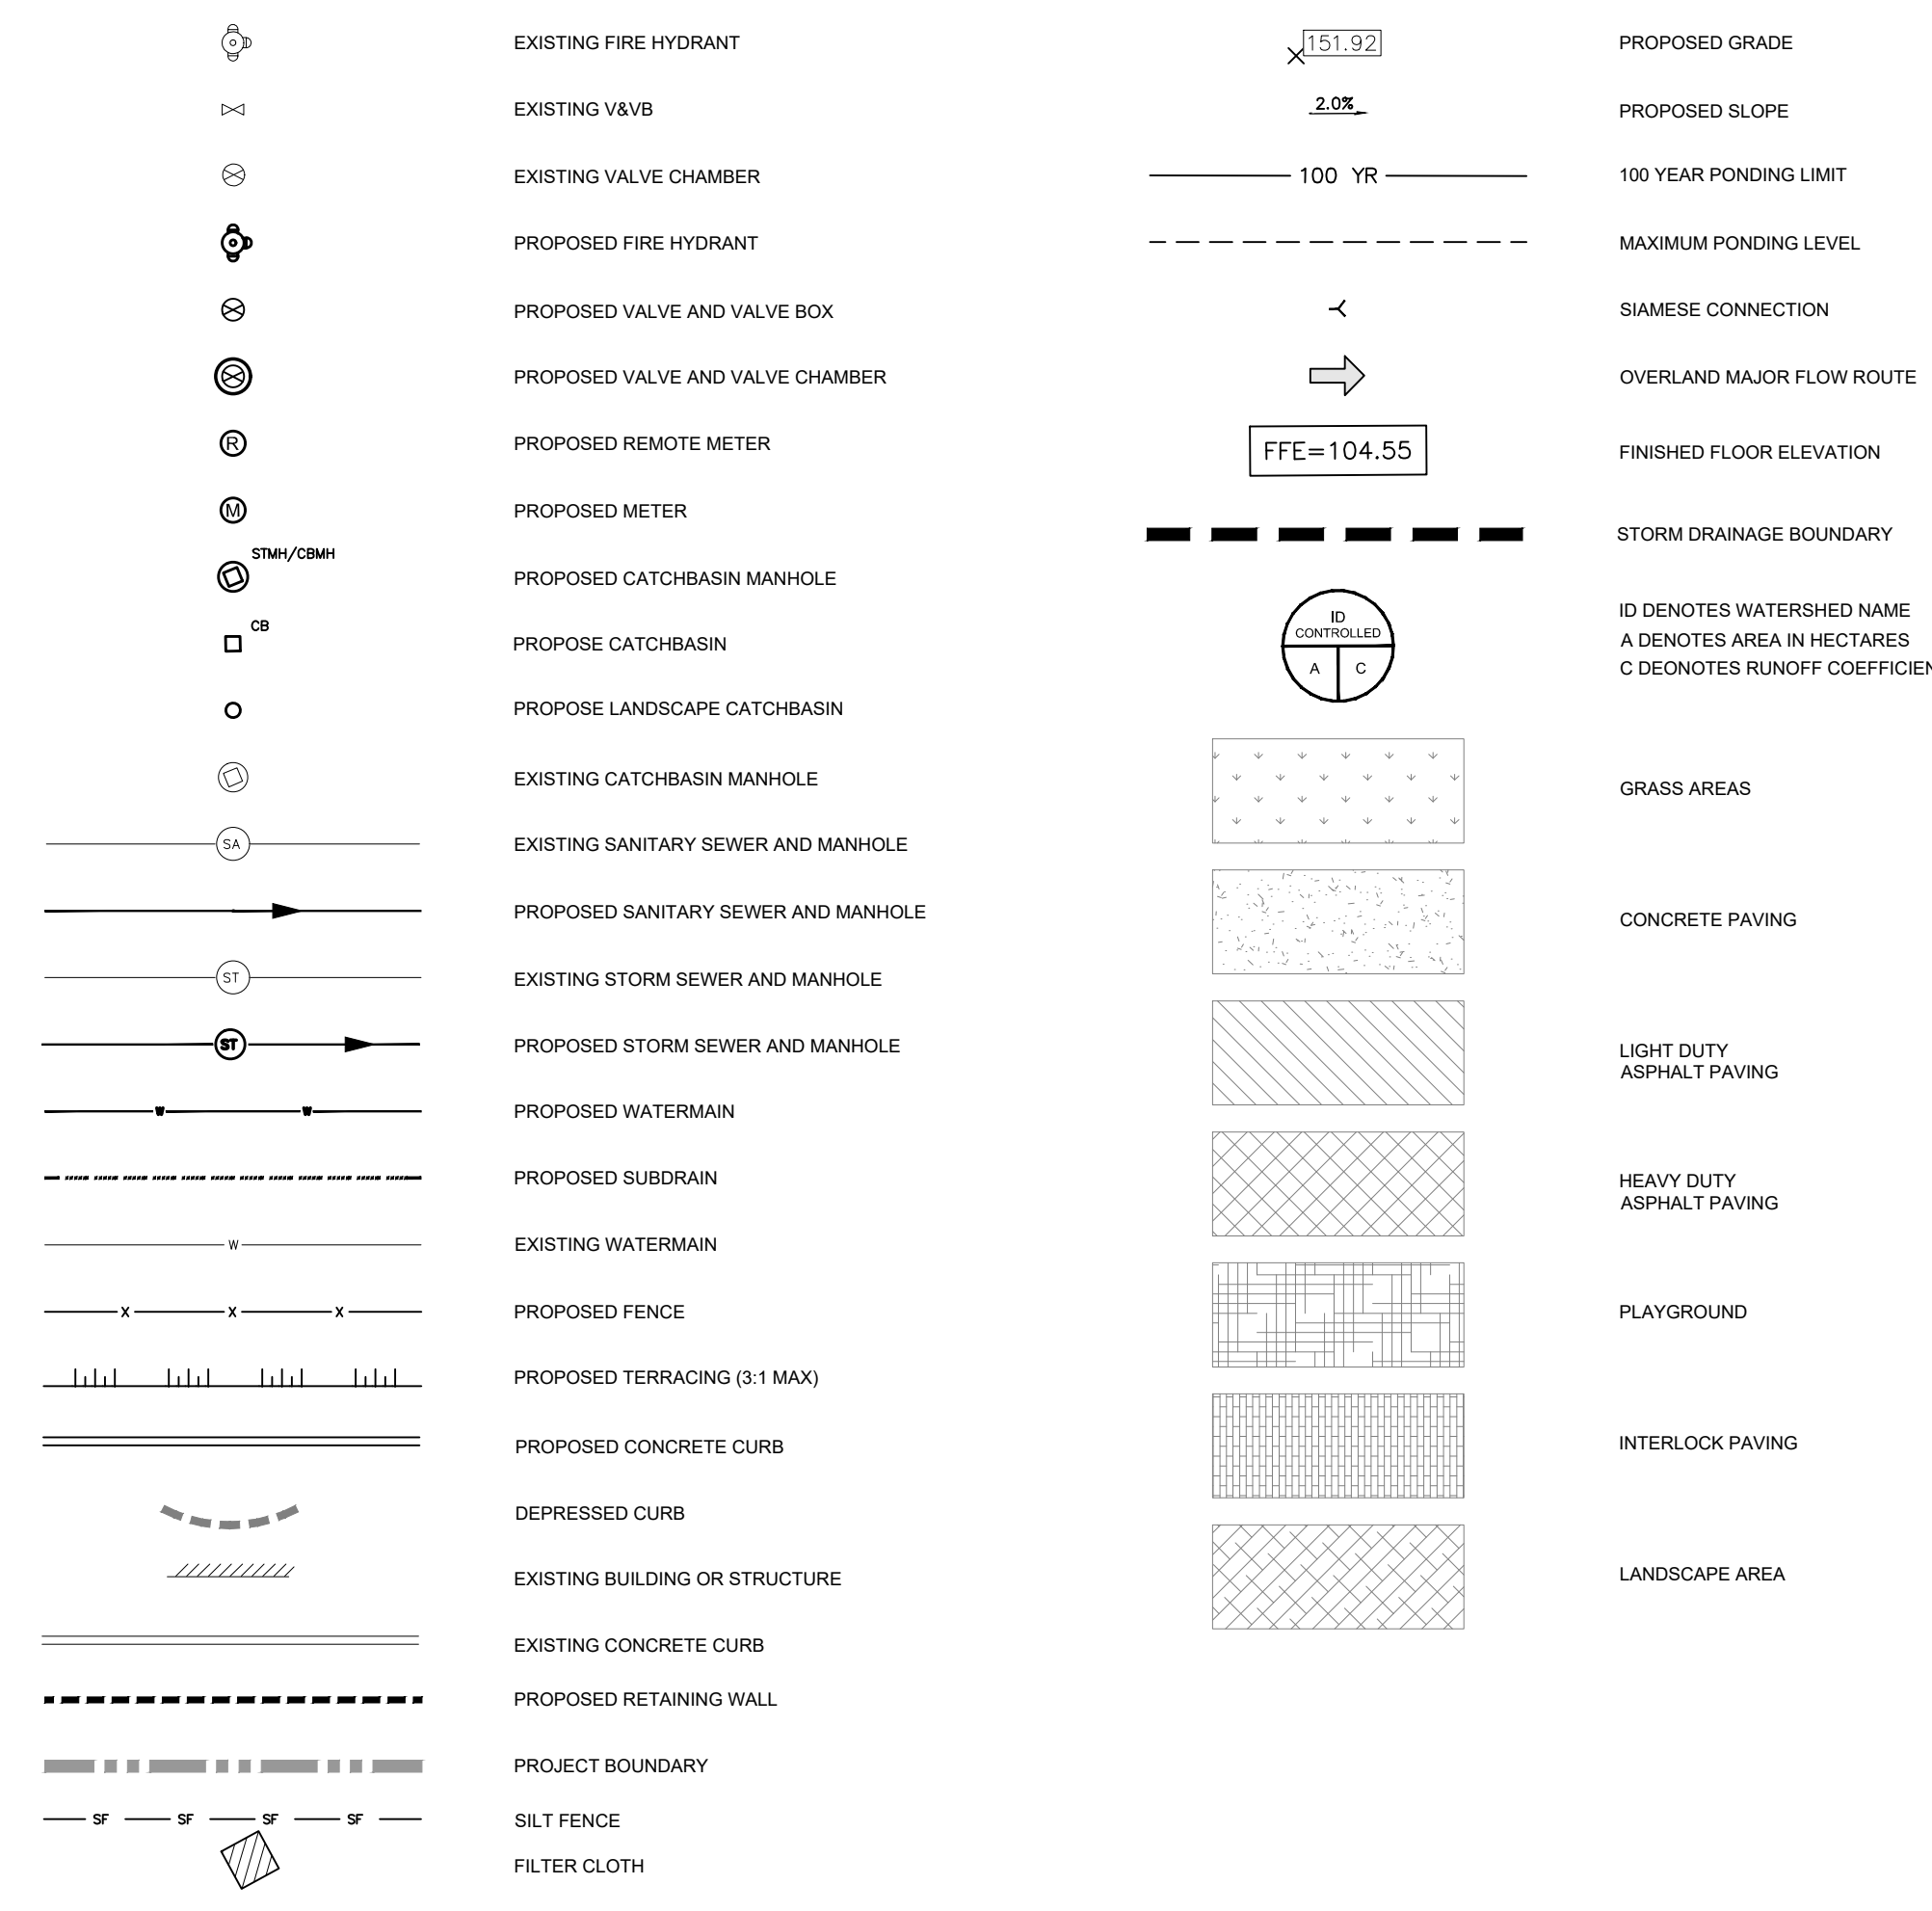 EXISTING FIRE HYDRANT
EXISTING V&VB
EXISTING VALVE CHAMBER
PROPOSED FIRE HYDRANT
PROPOSED VALVE AND VALVE BOX
PROPOSED VALVE AND VALVE CHAMBER
R PROPOSED REMOTE METER
M PROPOSED METER
STMH/CBMH
PROPOSED CATCHBASIN MANHOLE
CB
PROPOSE CATCHBASIN
PROPOSE LANDSCAPE CATCHBASIN
EXISTING CATCHBASIN MANHOLE
SA EXISTING SANITARY SEWER AND MANHOLE
PROPOSED SANITARY SEWER AND MANHOLE
ST EXISTING STORM SEWER AND MANHOLE
ST PROPOSED STORM SEWER AND MANHOLE
W W PROPOSED WATERMAIN
PROPOSED SUBDRAIN
W EXISTING WATERMAIN
X X X PROPOSED FENCE
PROPOSED TERRACING (3:1 MAX)
PROPOSED CONCRETE CURB
DEPRESSED CURB
EXISTING BUILDING OR STRUCTURE
EXISTING CONCRETE CURB
PROPOSED RETAINING WALL
PROJECT BOUNDARY
SF SF SF SF SILT FENCE
FILTER CLOTH
151.92 PROPOSED GRADE
2.0% PROPOSED SLOPE
100 YR 100 YEAR PONDING LIMIT
MAXIMUM PONDING LEVEL
SIAMESE CONNECTION
OVERLAND MAJOR FLOW ROUTE
FFE=104.55 FINISHED FLOOR ELEVATION
STORM DRAINAGE BOUNDARY
ID
CONTROLLED
A C
ID DENOTES WATERSHED NAME
A DENOTES AREA IN HECTARES
C DEONOTES RUNOFF COEFFICIEN
GRASS AREAS
CONCRETE PAVING
LIGHT DUTY
ASPHALT PAVING
HEAVY DUTY
ASPHALT PAVING
PLAYGROUND
INTERLOCK PAVING
LANDSCAPE AREA